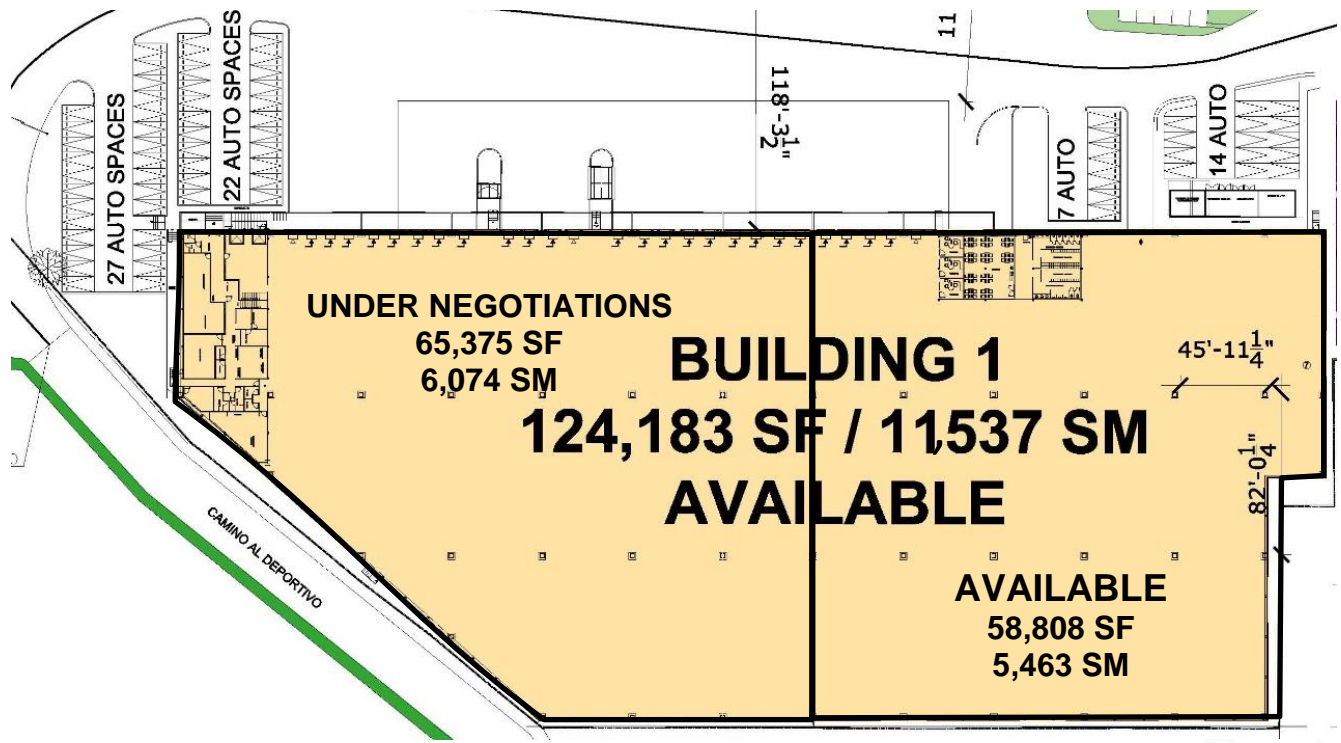 11
118'-3 1/2"
22 AUTO SPACES
27 AUTO SPACES
7 AUTO
14 AUTO
UNDER NEGOTIATIONS
65,375 SF
6,074 SM
BUILDING 1
124,183 SF / 11537 SM
AVAILABLE
45'-11 1/4"
82'-0 1/4"
CAMINO AL DEPORTIVO
AVAILABLE
58,808 SF
5,463 SM